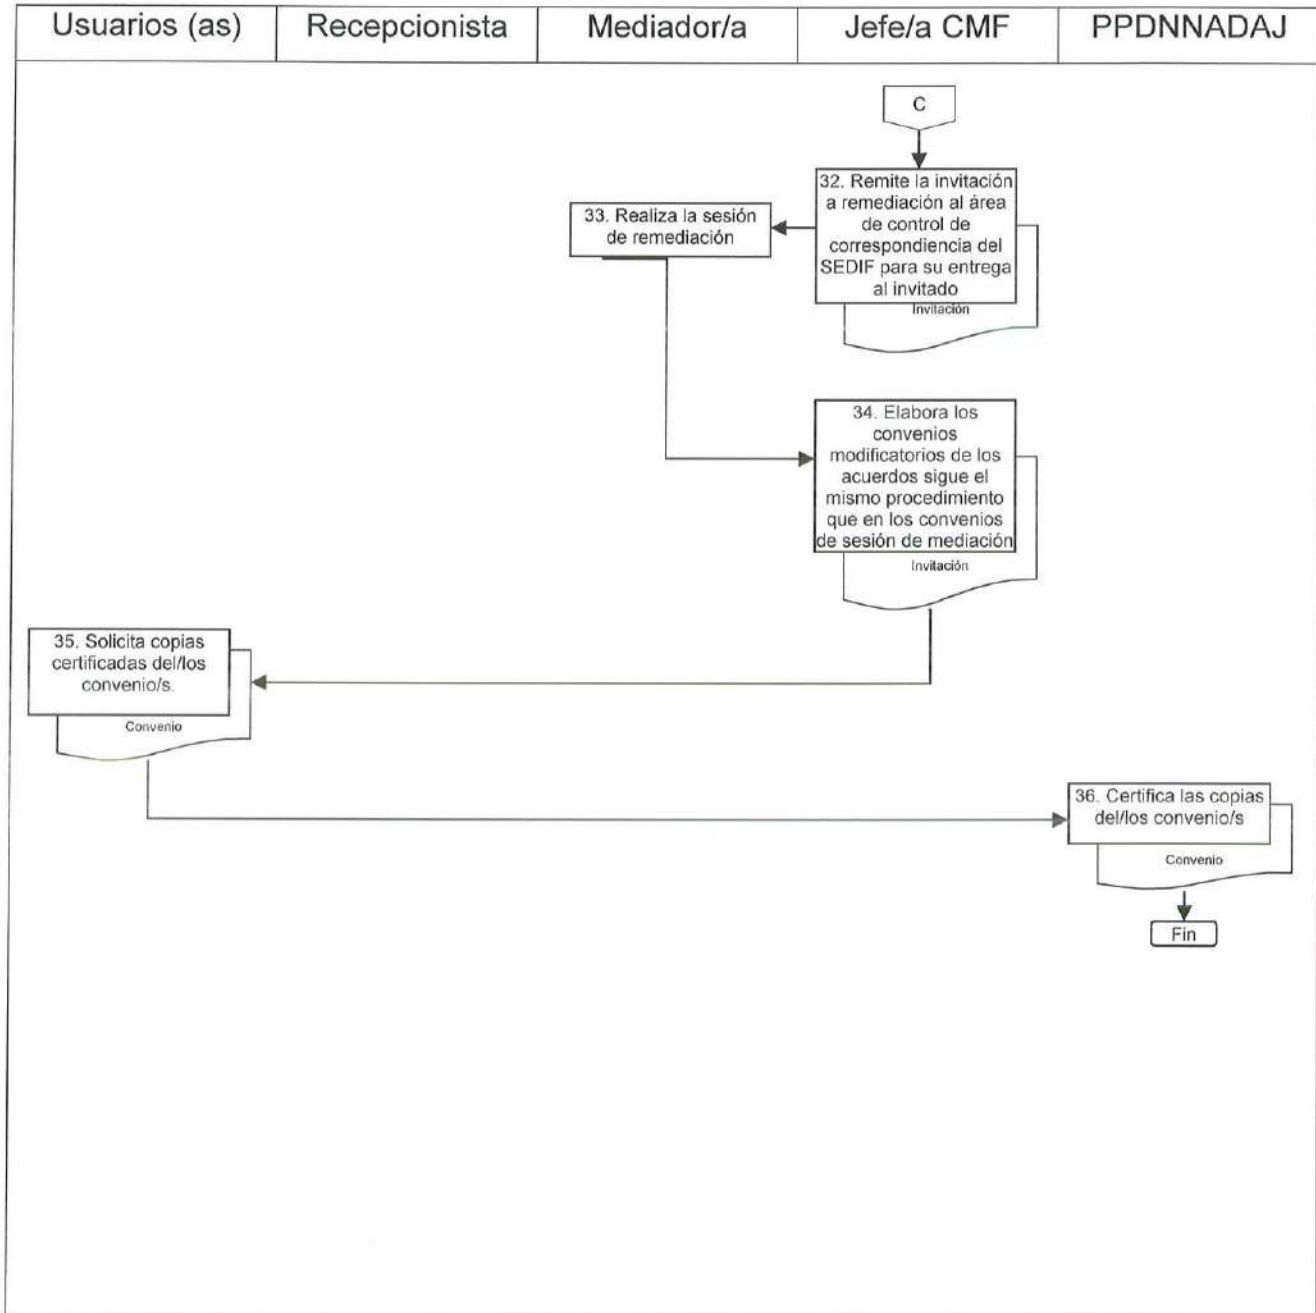 Usuarios (as)
Recepcionista
Mediador/a
Jefe/a CMF
PPDNNADAJ
C
32. Remite la invitación
a remediación al área
de control de
correspondiencia del
SEDIF para su entrega
al invitado
Invitación
33. Realiza la sesión
de remediación
34. Elabora los
convenios
modificatorios de los
acuerdos sigue el
mismo procedimiento
que en los convenios
de sesión de mediación
Invitación
35. Solicita copias
certificadas del/los
convenio/s.
Convenio
36. Certifica las copias
del/los convenio/s
Convenio
Fin